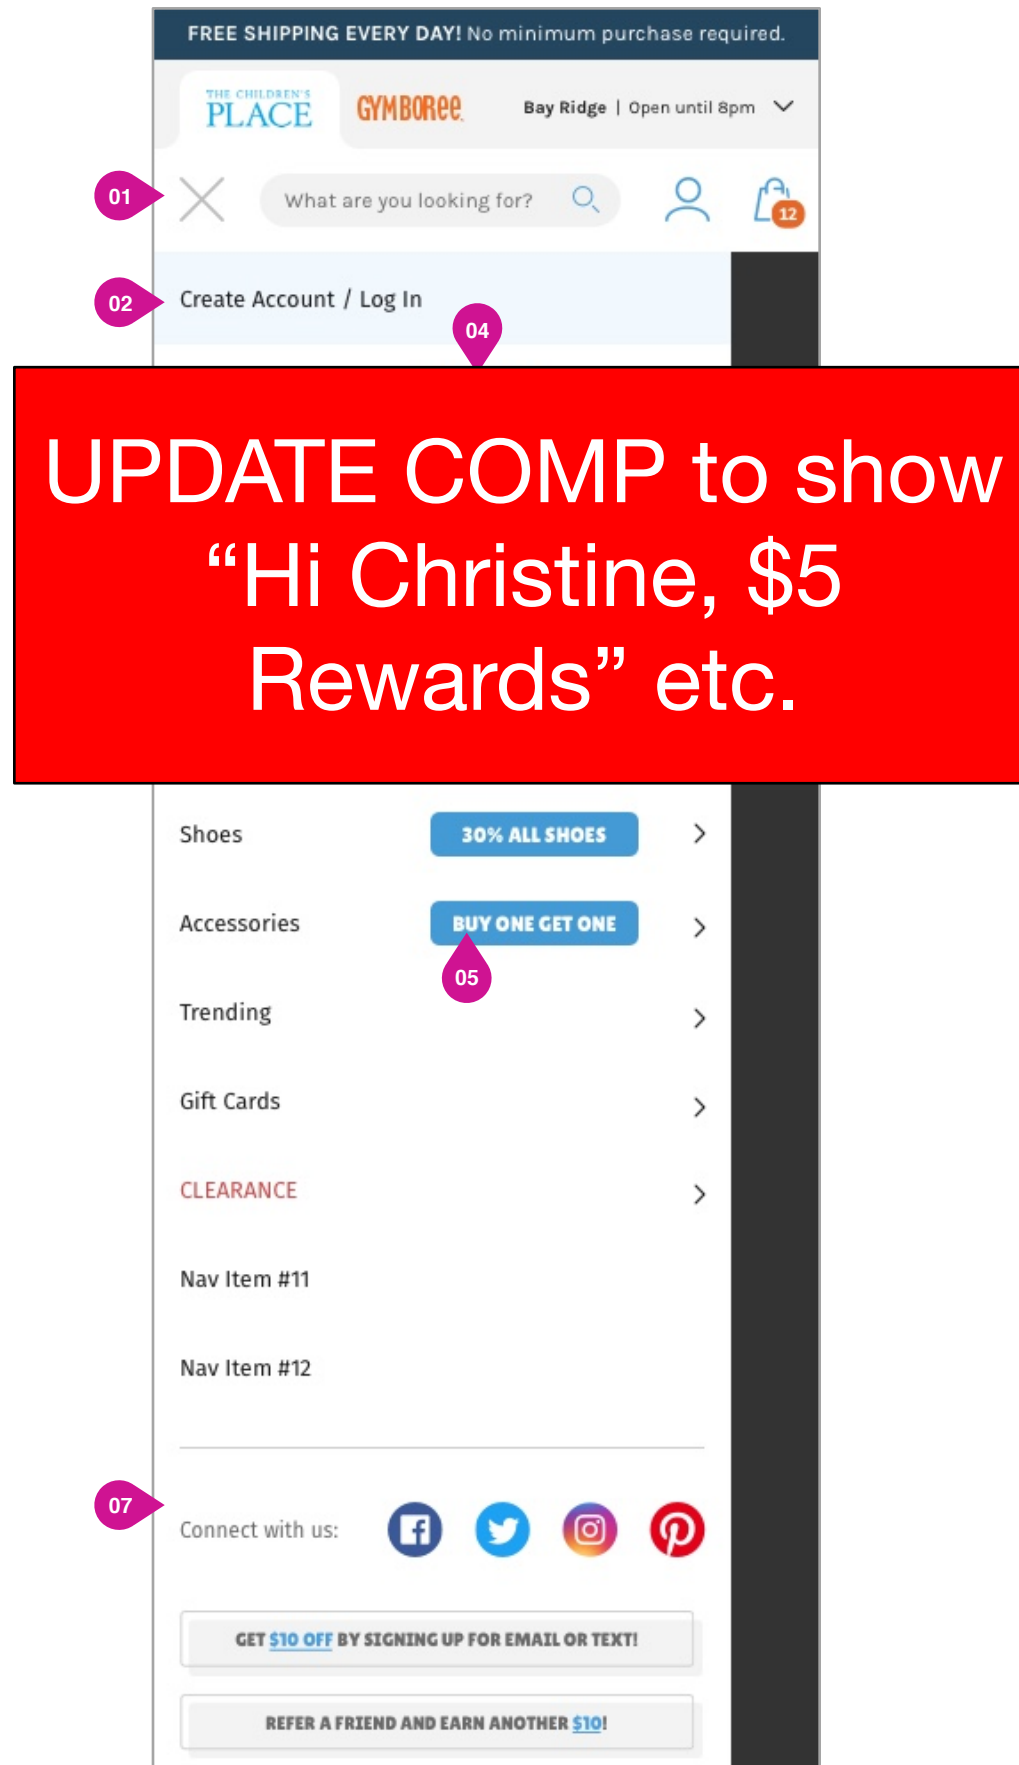 FREE SHIPPING EVERY DAY! No minimum purchase required.
THE CHILDREN'S
PLACE
GYMBOREE
Bay Ridge | Open until 8pm
01
What are you looking for?
12
02
Create Account / Log In
04
UPDATE COMP to show
“Hi Christine, $5
Rewards” etc.
Shoes
30% ALL SHOES
Accessories
BUY ONE GET ONE
05
Trending
Gift Cards
CLEARANCE
Nav Item #11
Nav Item #12
07
Connect with us:
GET $10 OFF BY SIGNING UP FOR EMAIL OR TEXT!
REFER A FRIEND AND EARN ANOTHER $10!